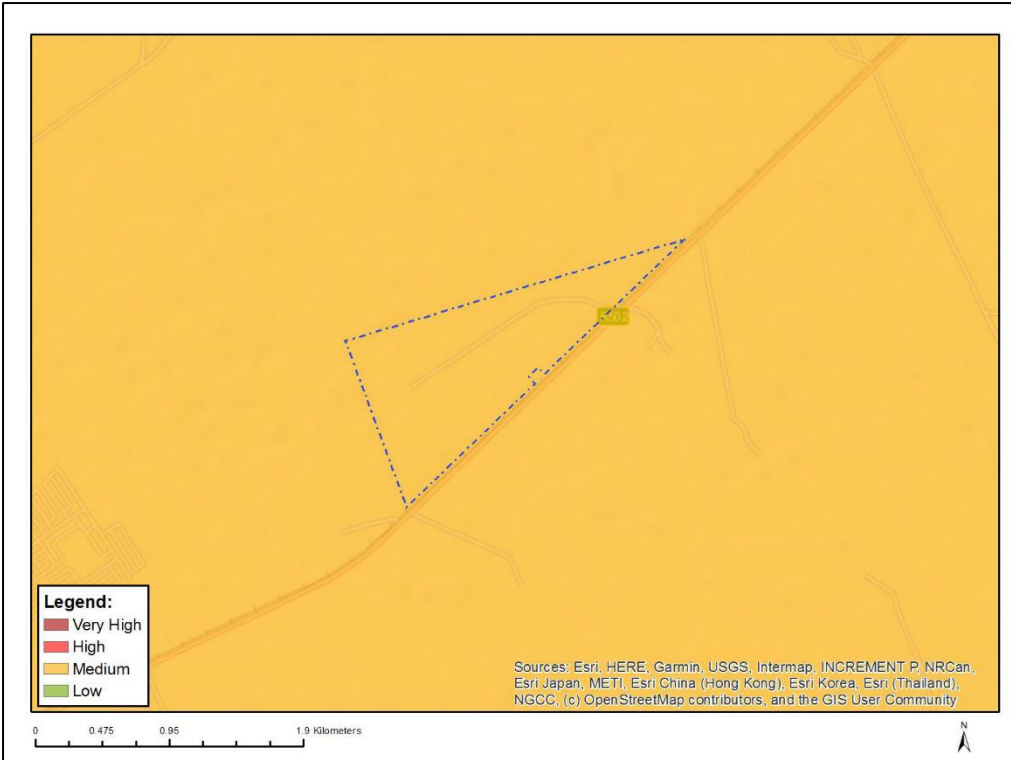 Legend:
Very High
High
Medium
Low
Sources: Esri, HERE, Garmin, USGS, Intermap, INCREMENT P, NRCan,
Esri Japan, METI, Esri China (Hong Kong), Esri Korea, Esri (Thailand),
NGCC, (c) OpenStreetMap contributors, and the GIS User Community
0 0.475 0.95 1.9 Kilometers
N